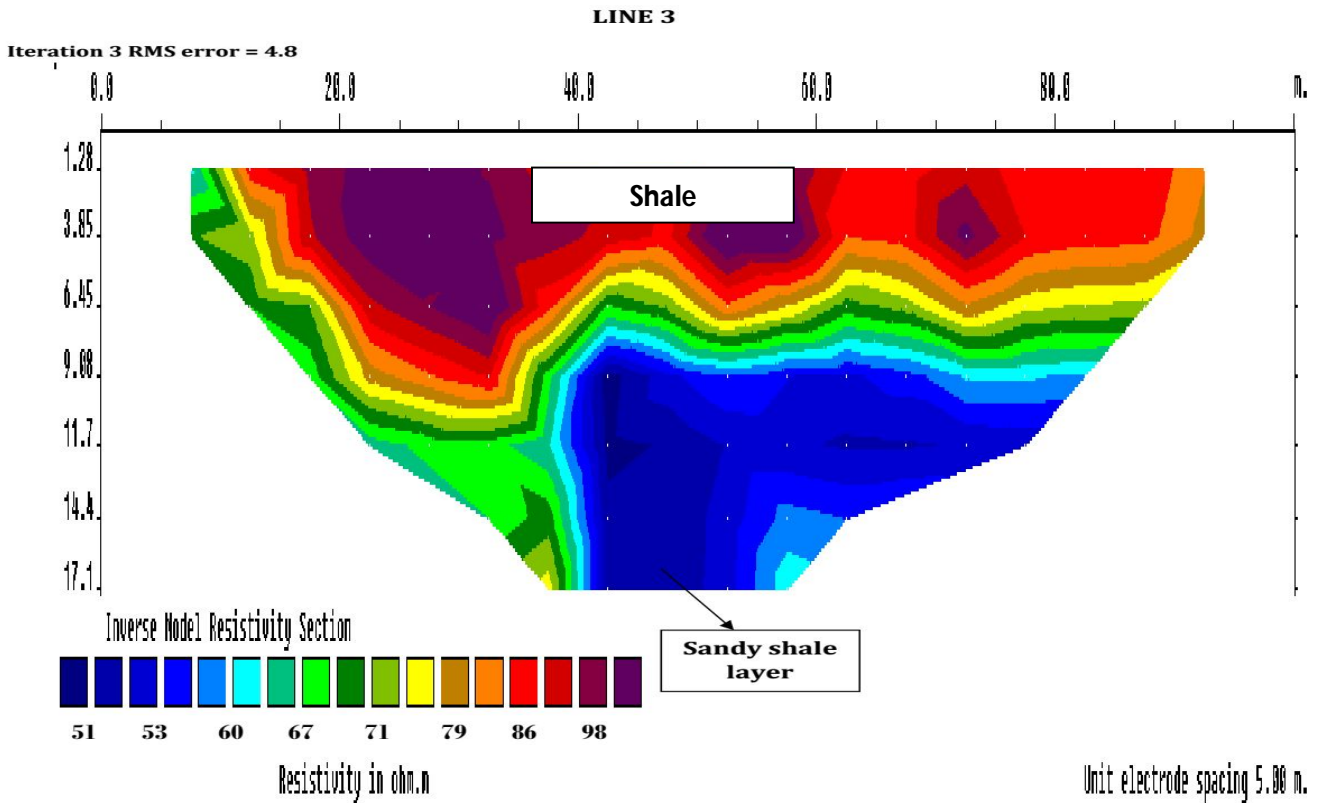 LINE 3
Iteration 3 RMS error = 4.8
0.0 20.0 40.0 60.0 80.0 m.
1.28
3.85
6.45
9.08
11.7
14.4
17.1
Shale
Sandy shale
layer
Inverse Model Resistivity Section
51 53 60 67 71 79 86 98
Resistivity in ohm.m
Unit electrode spacing 5.00 m.